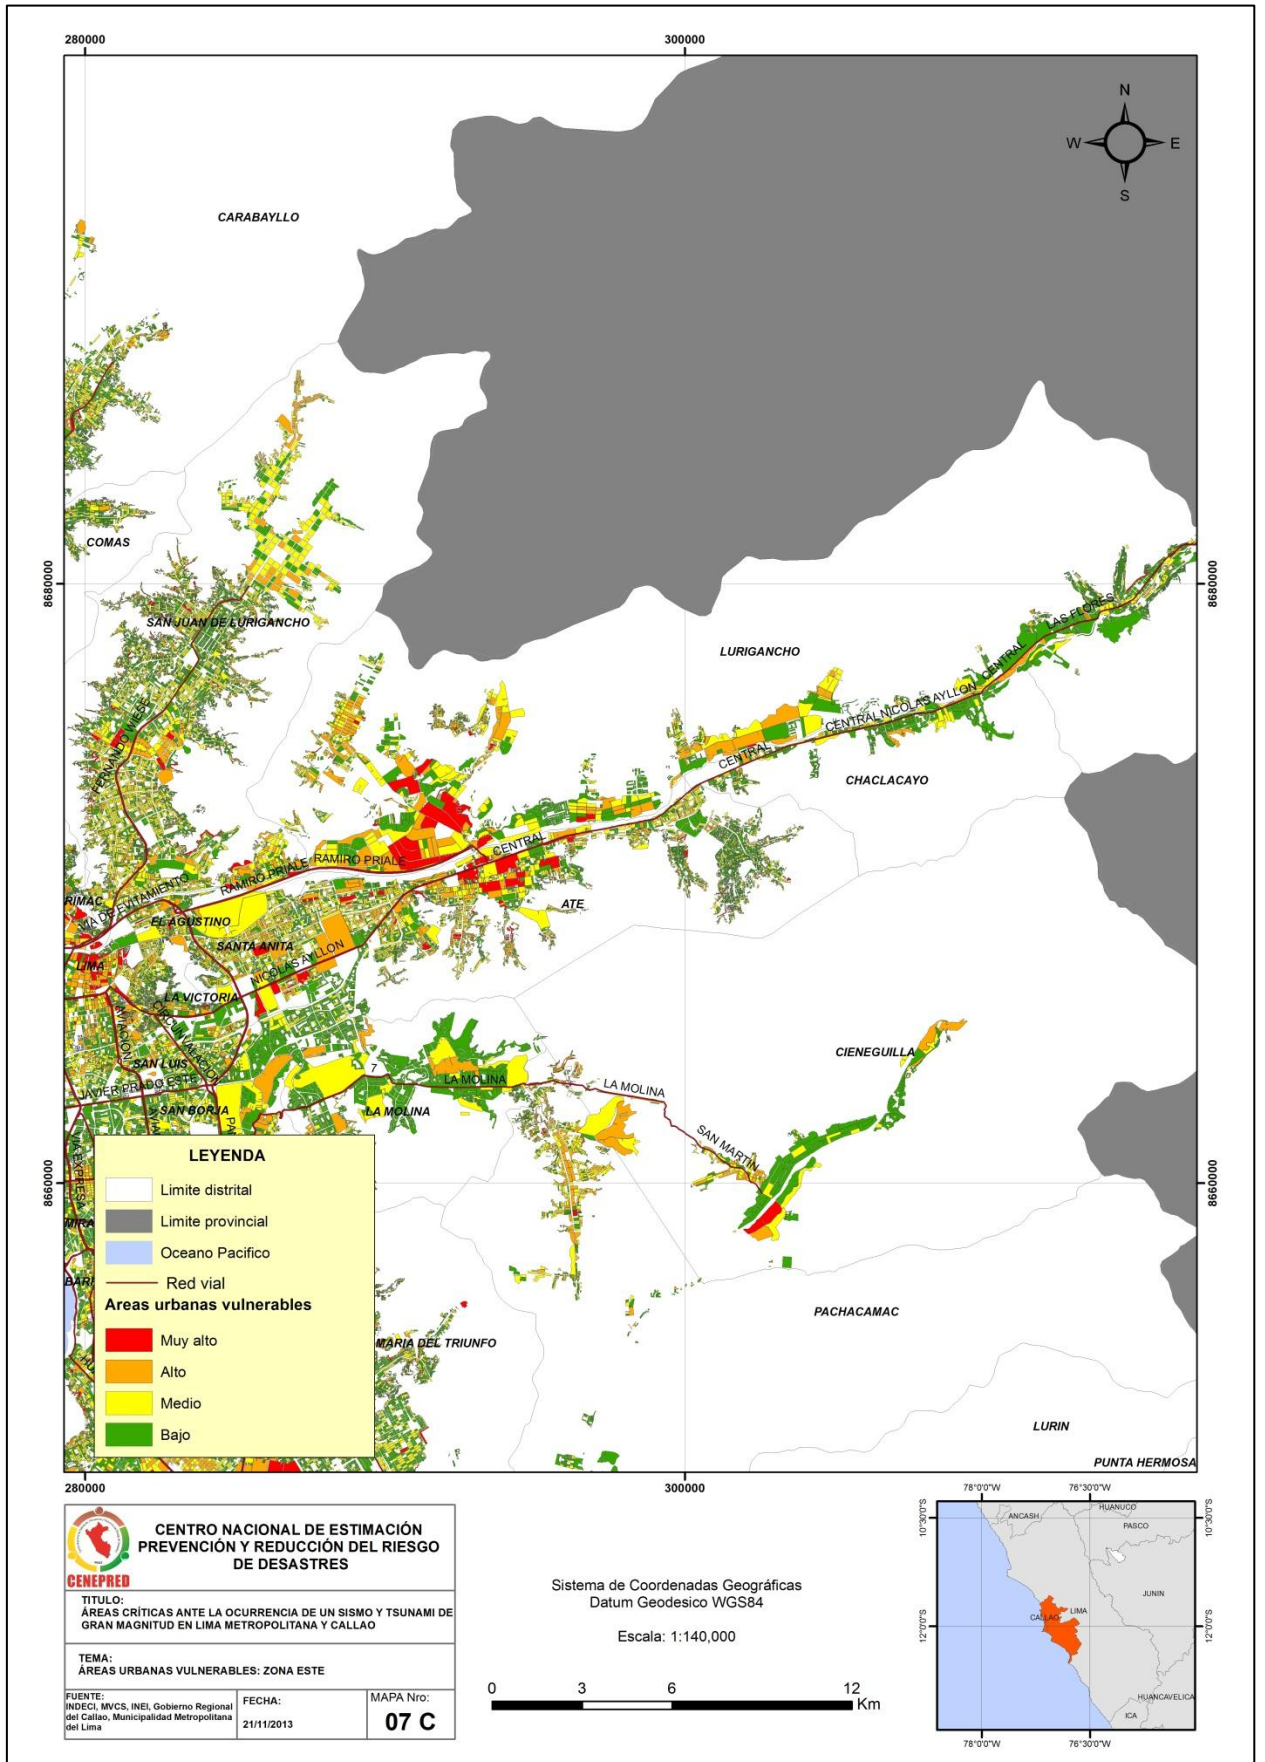 280000
300000
N
W
E
S
CARABAYLLO
COMAS
8680000
8680000
SAN JUAN DE LURIGANCHO
LAS FLORES
LURIGANCHO
CENTRAL
CENTRAL NICOLAS AYLLON
FERNANDO WIESE
CENTRAL
CHACLACAYO
CENTRAL
RAMIRO PRIALE
RAMIRO PRIALE
VIA DE EVITAMIENTO
RIMAC
ATE
EL AGUSTINO
SANTA ANITA
NICOLAS AYLLON
LIMA
LA VICTORIA
AVIACION
CIRCUNVALACION
CIENEGUILLA
SAN LUIS
7
JAVIER PRADO ESTE
LA MOLINA
LA MOLINA
SAN BORJA
LA MOLINA
SAN MARTIN
VIA EXPRESA
8660000
8660000
MIRA
BAR
LEYENDA
Limite distrital
Limite provincial
Oceano Pacifico
Red vial
Areas urbanas vulnerables
Muy alto
Alto
Medio
Bajo
PACHACAMAC
MARIA DEL TRIUNFO
LURIN
PUNTA HERMOSA
280000
300000
CENEPRED
CENTRO NACIONAL DE ESTIMACIÓN
PREVENCIÓN Y REDUCCIÓN DEL RIESGO
DE DESASTRES
TITULO:
ÁREAS CRÍTICAS ANTE LA OCURRENCIA DE UN SISMO Y TSUNAMI DE
GRAN MAGNITUD EN LIMA METROPOLITANA Y CALLAO
TEMA:
ÁREAS URBANAS VULNERABLES: ZONA ESTE
FUENTE:
INDECI, MVCS, INEI, Gobierno Regional
del Callao, Municipalidad Metropolitana
del Lima
FECHA:
21/11/2013
MAPA Nro:
07 C
Sistema de Coordenadas Geográficas
Datum Geodesico WGS84
Escala: 1:140,000
0 3 6 12
Km
78°0'0"W 76°30'0"W
10°30'0"S
10°30'0"S
HUANUCO
ANCASH
PASCO
JUNIN
LIMA
CALLAO
12°0'0"S
12°0'0"S
HUANCAVELICA
ICA
78°0'0"W 76°30'0"W